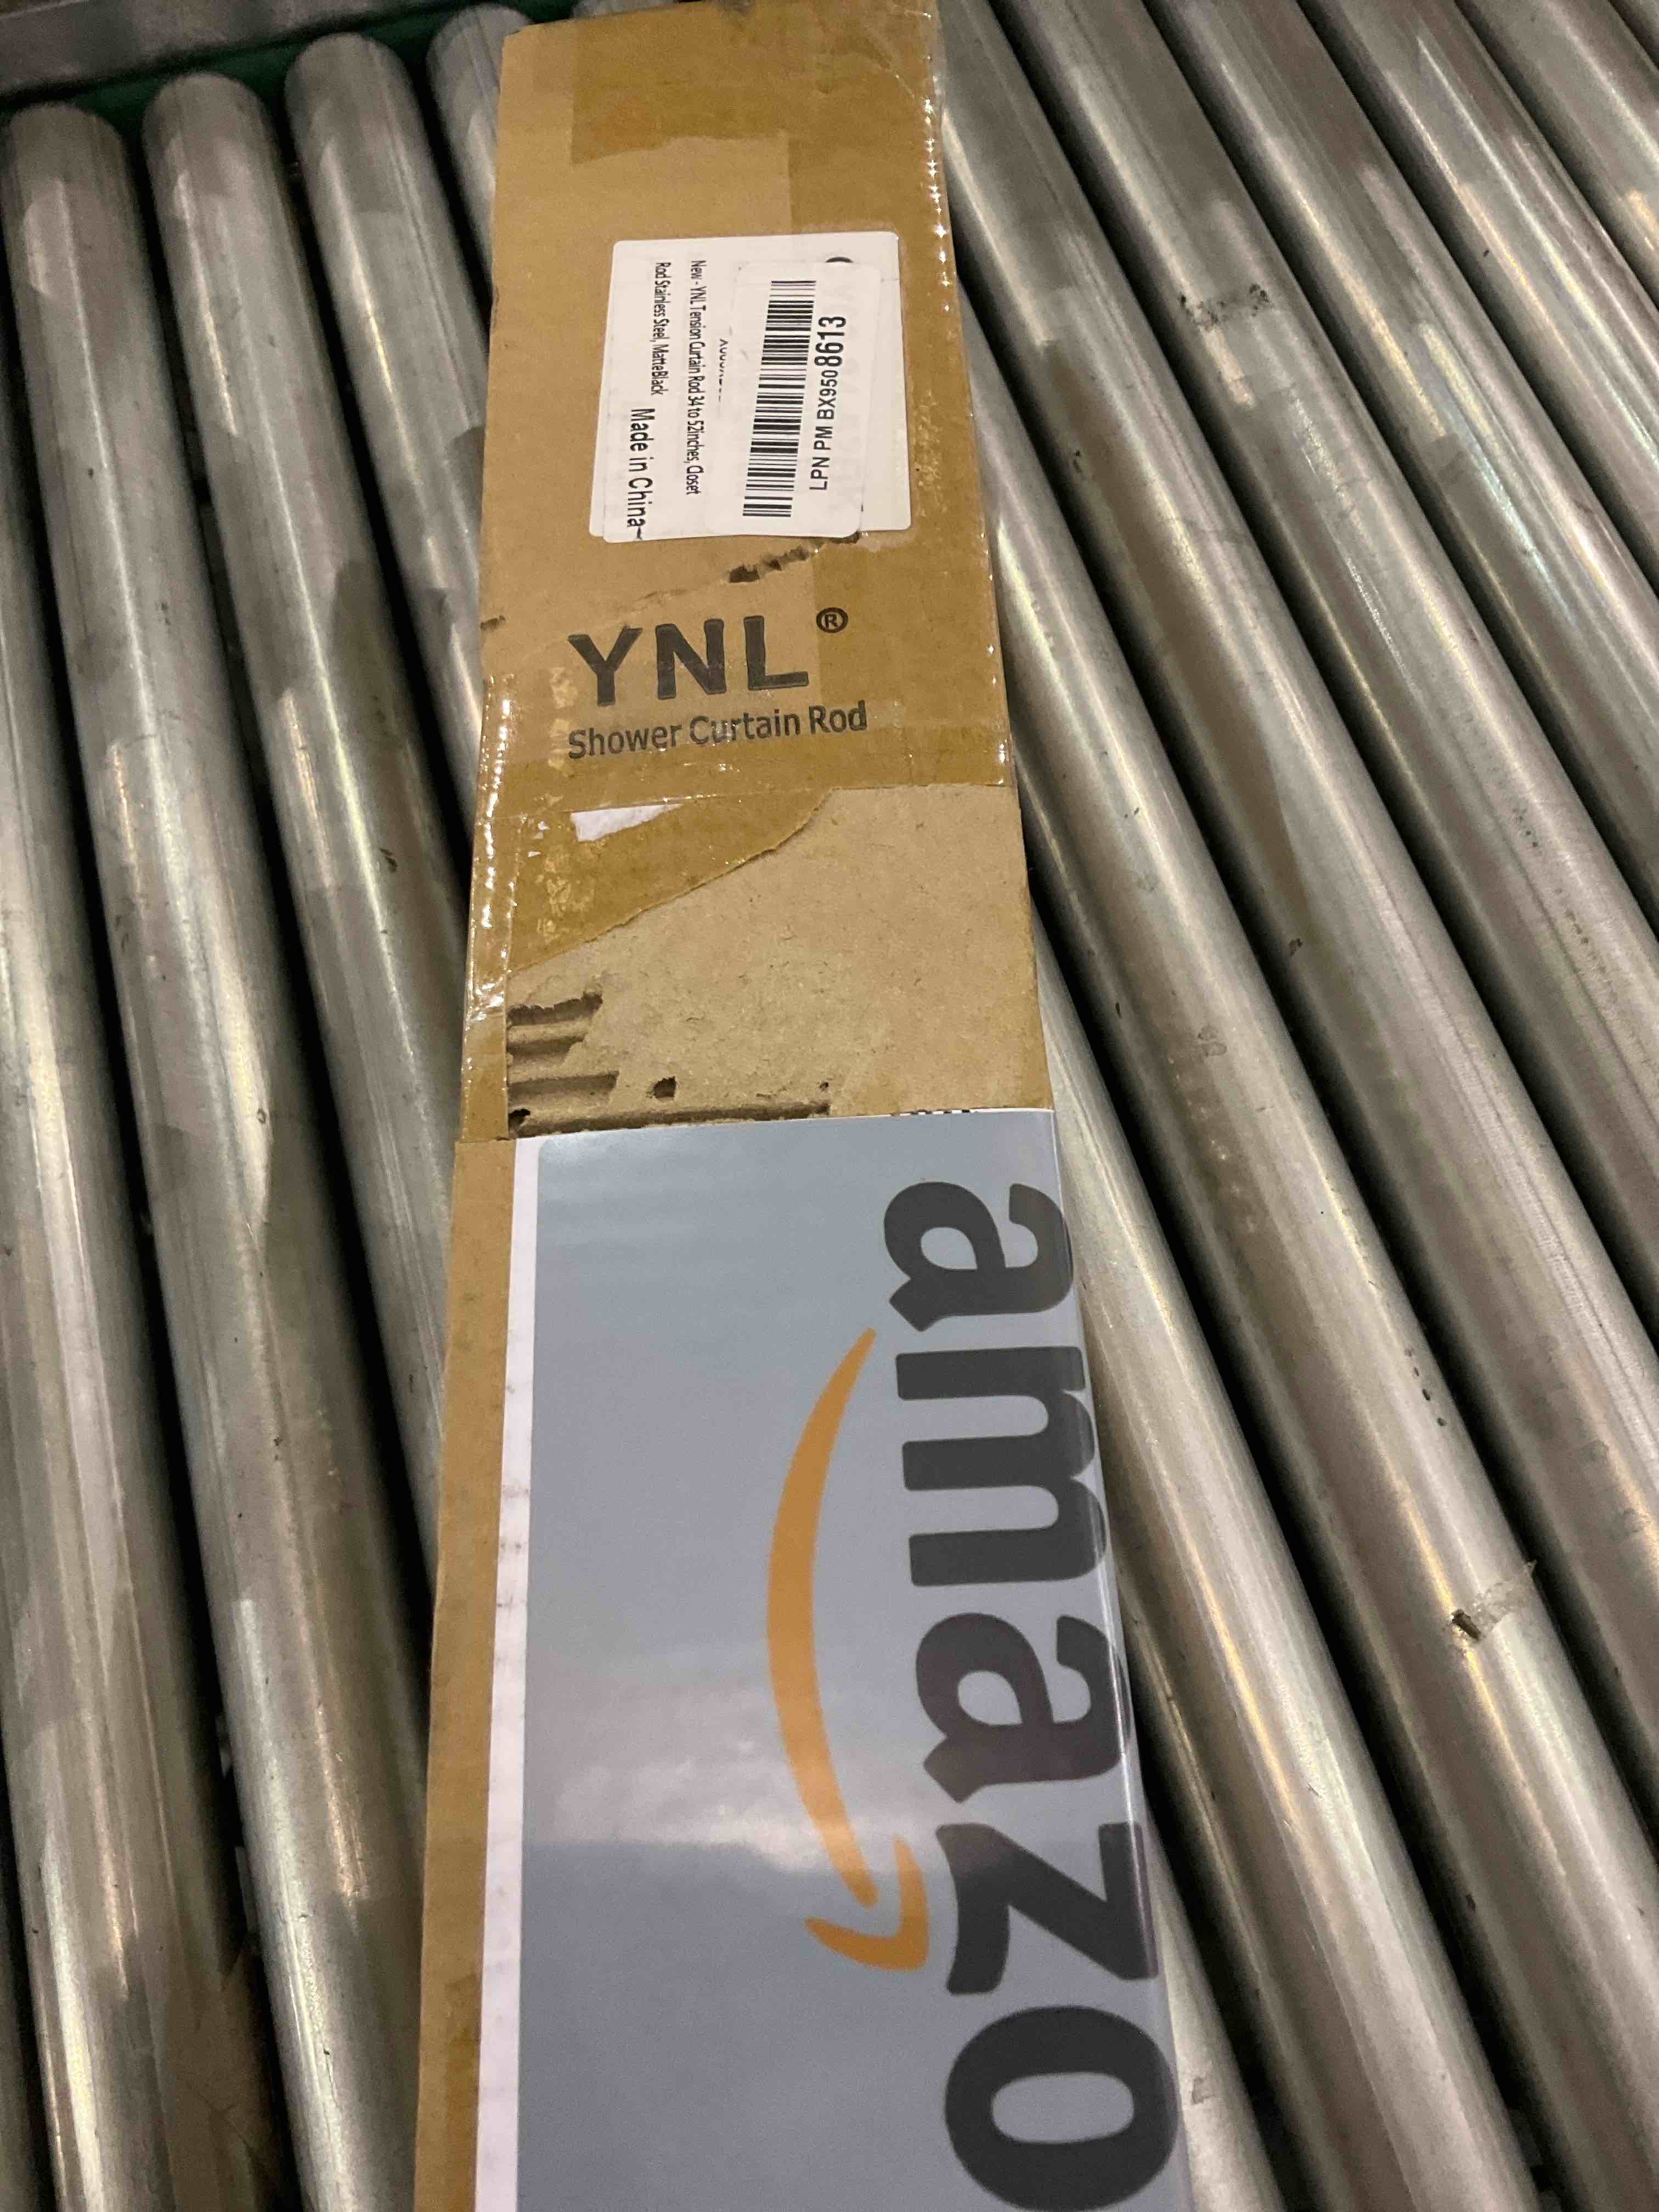 LPN PM BX9508613
New - YNL Tension Curtain Rod 34 to 52Inches, Closet
Rod Stainless Steel, MatteBlack
Made in China
YNL®
Shower Curtain Rod
amazo